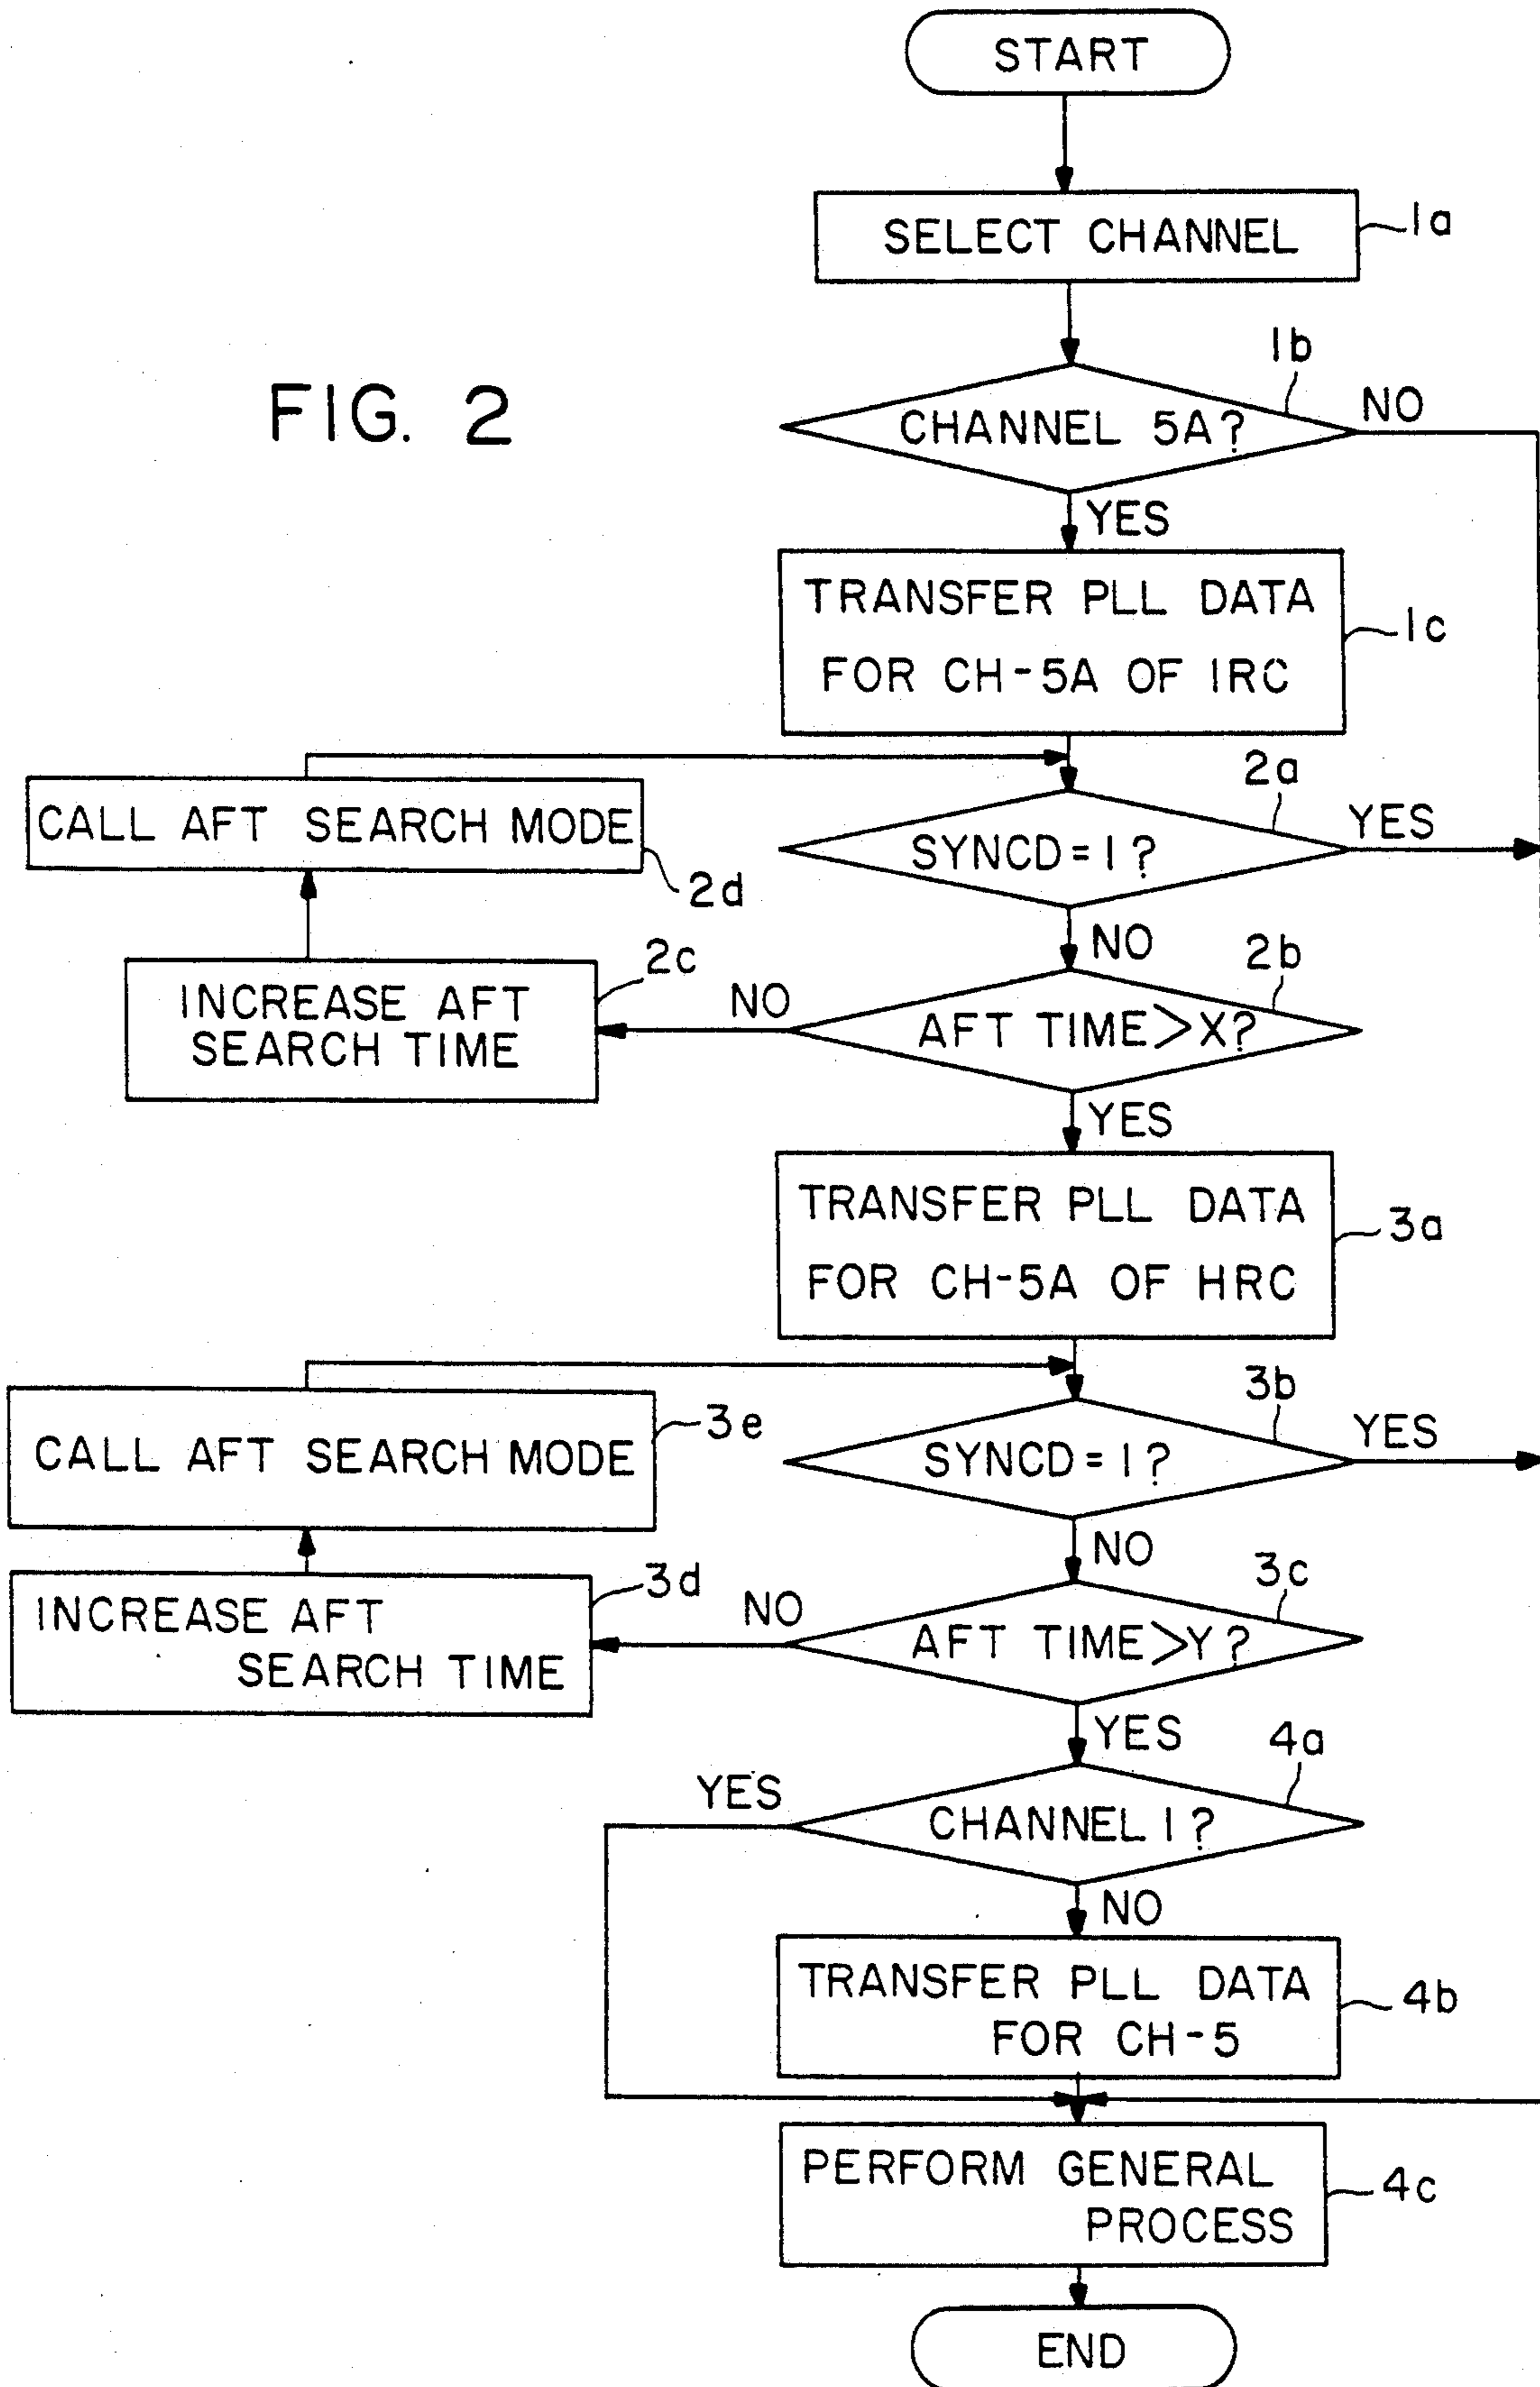 START
SELECT CHANNEL
1a
FIG. 2
1b
CHANNEL 5A?
NO
YES
TRANSFER PLL DATA
FOR CH-5A OF IRC
1c
CALL AFT SEARCH MODE
2d
2a
SYNCD=1?
YES
NO
2c
INCREASE AFT
SEARCH TIME
NO
2b
AFT TIME>X?
YES
TRANSFER PLL DATA
FOR CH-5A OF HRC
3a
CALL AFT SEARCH MODE
3e
3b
SYNCD=1?
YES
NO
3d
INCREASE AFT
SEARCH TIME
NO
3c
AFT TIME>Y?
YES
4a
YES
CHANNEL 1?
NO
TRANSFER PLL DATA
FOR CH-5
4b
PERFORM GENERAL
PROCESS
4c
END